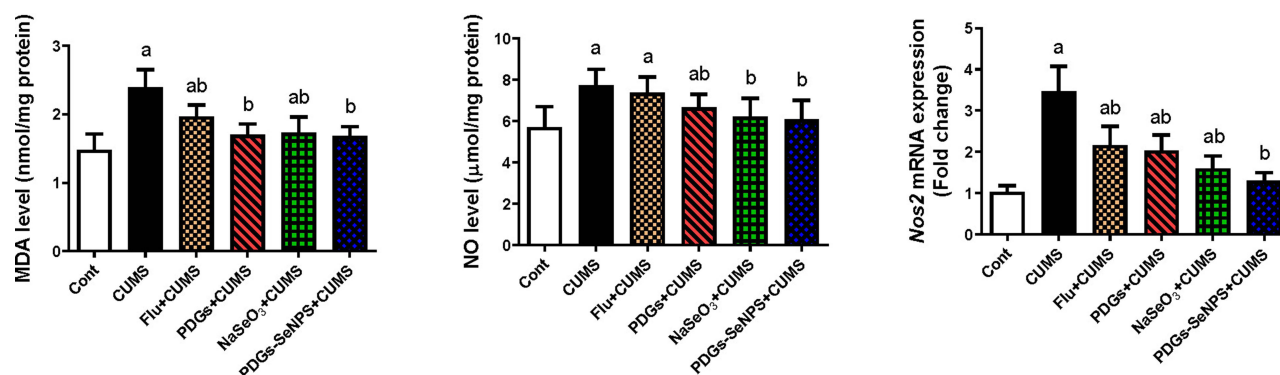 MDA level (nmol/mg protein)
3
2
1
0
a
ab
b
ab
b
Cont
CUMS
Flu+CUMS
PDGs+CUMS
NaSeO₃+CUMS
PDGs-SeNPS+CUMS
NO level (μmol/mg protein)
10
8
6
4
2
0
a
a
ab
b
b
Cont
CUMS
Flu+CUMS
PDGs+CUMS
NaSeO₃+CUMS
PDGs-SeNPS+CUMS
Nos2 mRNA expression
(Fold change)
5
4
3
2
1
0
a
ab
ab
ab
b
Cont
CUMS
Flu+CUMS
PDGs+CUMS
NaSeO₃+CUMS
PDGs-SeNPS+CUMS